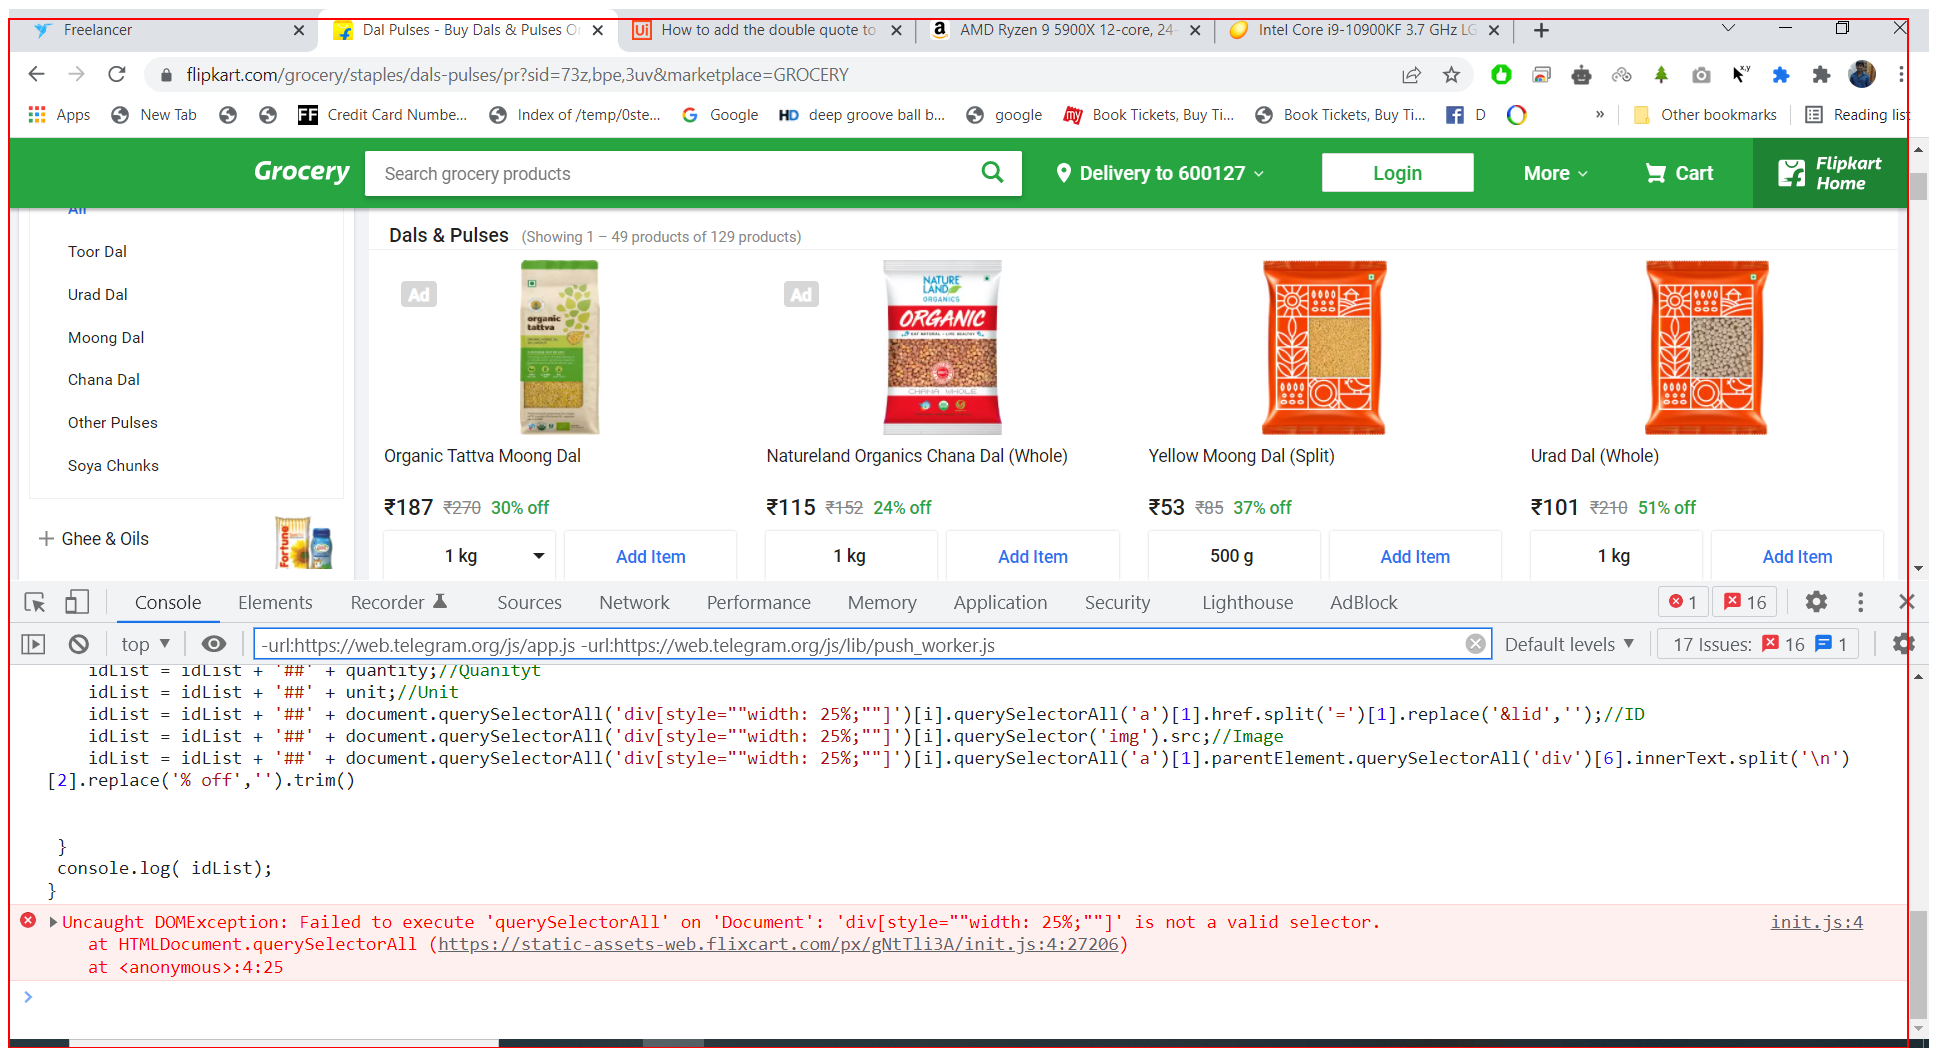 Freelancer
Dal Pulses - Buy Dals & Pulses O
Ui
How to add the double quote to
AMD Ryzen 9 5900X 12-core, 24-
Intel Core i9-10900KF 3.7 GHz LG
flipkart.com/grocery/staples/dals-pulses/pr?sid=73z,bpe,3uv&marketplace=GROCERY
Apps
New Tab
FF
Credit Card Numbe...
Index of /temp/0ste...
Google
HD
deep groove ball b...
google
my
Book Tickets, Buy Ti...
Book Tickets, Buy Ti...
D
»
Other bookmarks
Reading list
Grocery
Search grocery products
Delivery to 600127
Login
More
Cart
Flipkart
Home
All
Toor Dal
Urad Dal
Moong Dal
Chana Dal
Other Pulses
Soya Chunks
Ghee & Oils
Fortune
Dals & Pulses (Showing 1 – 49 products of 129 products)
Ad
organic
tattva
Ad
NATURE
LAND
ORGANICS
ORGANIC
CHANA WHOLE
Organic Tattva Moong Dal
Natureland Organics Chana Dal (Whole)
Yellow Moong Dal (Split)
Urad Dal (Whole)
₹187 ₹270 30% off
₹115 ₹152 24% off
₹53 ₹85 37% off
₹101 ₹210 51% off
1 kg
Add Item
1 kg
Add Item
500 g
Add Item
1 kg
Add Item
Console
Elements
Recorder
Sources
Network
Performance
Memory
Application
Security
Lighthouse
AdBlock
1
16
top
-url:https://web.telegram.org/js/app.js -url:https://web.telegram.org/js/lib/push_worker.js
Default levels
17 Issues: 16 1
idList = idList + '##' + quantity;//Quanityt
idList = idList + '##' + unit;//Unit
idList = idList + '##' + document.querySelectorAll('div[style=""width: 25%;""]')[i].querySelectorAll('a')[1].href.split('=')[1].replace('&lid','');//ID
idList = idList + '##' + document.querySelectorAll('div[style=""width: 25%;""]')[i].querySelector('img').src;//Image
idList = idList + '##' + document.querySelectorAll('div[style=""width: 25%;""]')[i].querySelectorAll('a')[1].parentElement.querySelectorAll('div')[6].innerText.split('\n')
[2].replace('% off','').trim()
}
console.log( idList);
}
Uncaught DOMException: Failed to execute 'querySelectorAll' on 'Document': 'div[style=""width: 25%;""]' is not a valid selector.
init.js:4
at HTMLDocument.querySelectorAll (https://static-assets-web.flixcart.com/px/gNtTli3A/init.js:4:27206)
at <anonymous>:4:25